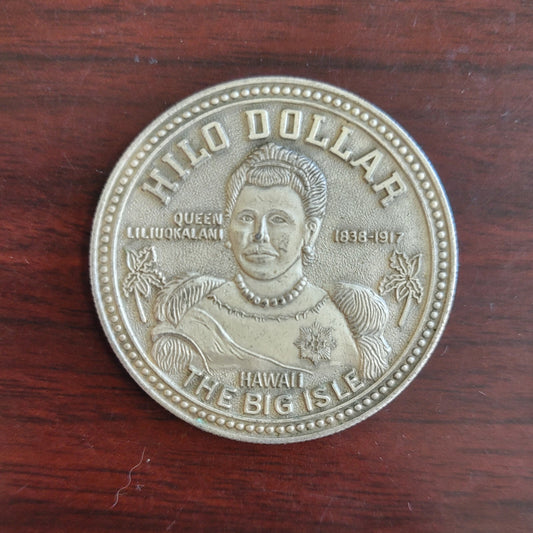 HILO DOLLAR
QUEEN
LILIUOKALANI
1838-1917
HAWAII
THE BIG ISLE